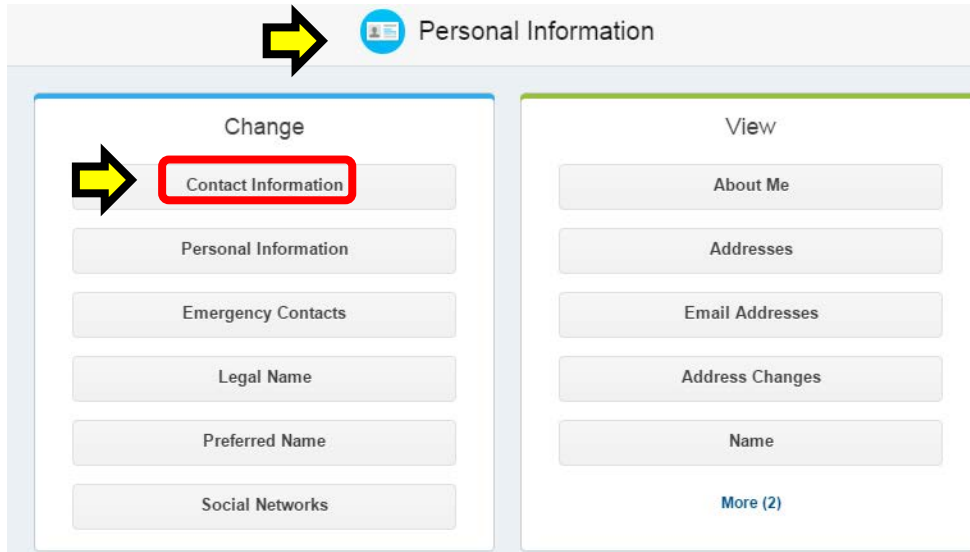 Personal Information
Change
Contact Information
Personal Information
Emergency Contacts
Legal Name
Preferred Name
Social Networks
View
About Me
Addresses
Email Addresses
Address Changes
Name
More (2)